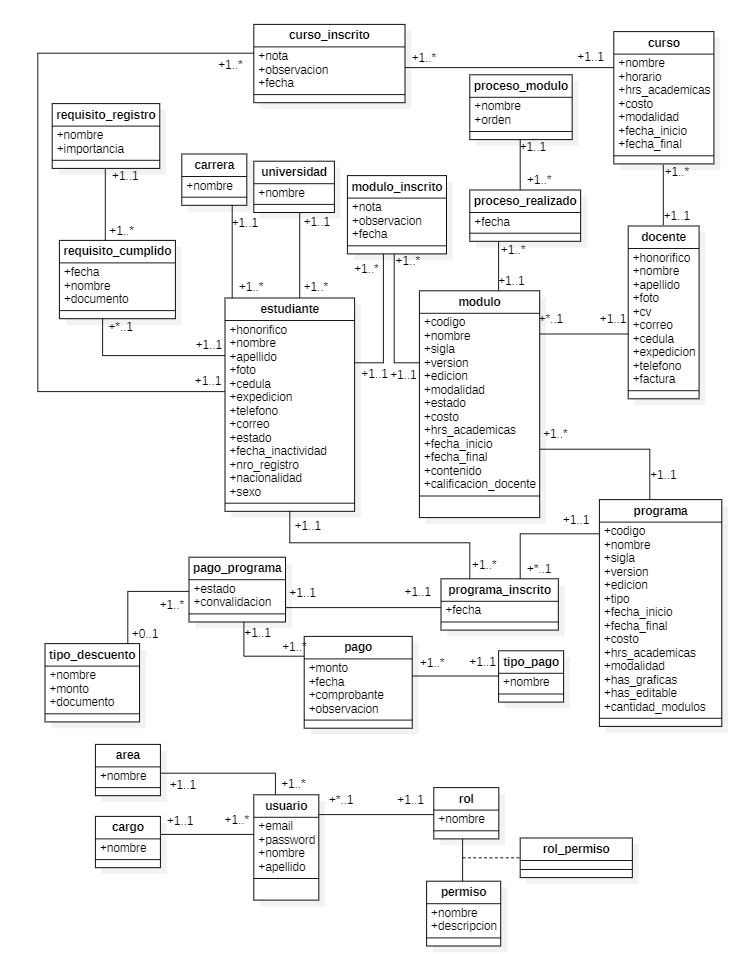 curso_inscrito
+nota
+observacion
+fecha
+1..*
+1..*
+1..1
curso
+nombre
+horario
+hrs_academicas
+costo
+modalidad
+fecha_inicio
+fecha_final
+1..*
proceso_modulo
+nombre
+orden
+1..1
+1..*
proceso_realizado
+fecha
+1..*
+1..1
requisito_registro
+nombre
+importancia
+1..1
+1..*
requisito_cumplido
+fecha
+nombre
+documento
+*..1
+1..1
+1..1
carrera
+nombre
+1..1
+1..*
universidad
+nombre
+1..1
+1..*
modulo_inscrito
+nota
+observacion
+fecha
+1..*
+1..*
+1..1
+1..1
+1..1
docente
+honorifico
+nombre
+apellido
+foto
+cv
+correo
+cedula
+expedicion
+telefono
+factura
+1..1
+*..1
estudiante
+honorifico
+nombre
+apellido
+foto
+cedula
+expedicion
+telefono
+correo
+estado
+fecha_inactividad
+nro_registro
+nacionalidad
+sexo
+1..1
modulo
+codigo
+nombre
+sigla
+version
+edicion
+modalidad
+estado
+costo
+hrs_academicas
+fecha_inicio
+fecha_final
+contenido
+calificacion_docente
+1..*
+1..1
programa
+codigo
+nombre
+sigla
+version
+edicion
+tipo
+fecha_inicio
+fecha_final
+costo
+hrs_academicas
+modalidad
+has_graficas
+has_editable
+cantidad_modulos
+1..1
+*..1
+1..*
programa_inscrito
+fecha
+1..1
+1..1
pago_programa
+estado
+convalidacion
+1..*
+0..1
+1..1
+1..*
tipo_descuento
+nombre
+monto
+documento
pago
+monto
+fecha
+comprobante
+observacion
+1..*
+1..1
tipo_pago
+nombre
area
+nombre
+1..1
+1..*
cargo
+nombre
+1..1
+1..*
usuario
+email
+password
+nombre
+apellido
+*..1
+1..1
rol
+nombre
rol_permiso
permiso
+nombre
+descripcion